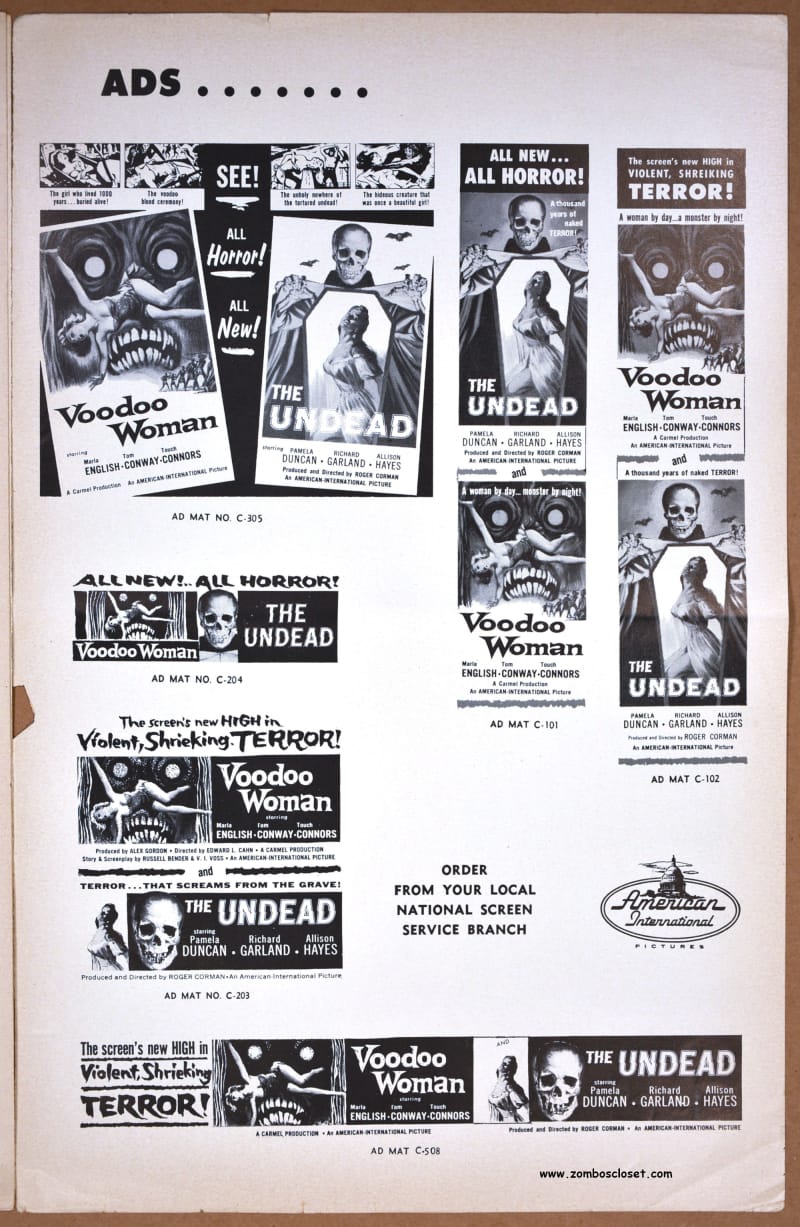 ADS . . . . . . .
The girl who lived 1000
years...buried alive!
The voodoo
blood ceremony!
SEE!
The unholy nowhere of
the tortured undead!
The hideous creature that
was once a beautiful girl!
ALL
Horror!
ALL
New!
Voodoo
Woman
starring
Marla Tom Touch
ENGLISH·CONWAY·CONNORS
A Carmel Production An AMERICAN-INTERNATIONAL Picture
THE
UNDEAD
starring
PAMELA RICHARD ALLISON
DUNCAN · GARLAND · HAYES
Produced and Directed by ROGER CORMAN
An AMERICAN-INTERNATIONAL PICTURE
AD MAT NO. C-305
ALL NEW...
ALL HORROR!
A thousand
years of
naked
TERROR!
THE
UNDEAD
PAMELA RICHARD ALLISON
DUNCAN · GARLAND · HAYES
Produced and Directed by ROGER CORMAN
An AMERICAN-INTERNATIONAL PICTURE
and
A woman by day... monster by night!
Voodoo
Woman
Marla Tom Touch
ENGLISH·CONWAY·CONNORS
A Carmel Production
An AMERICAN-INTERNATIONAL Picture
AD MAT C-101
The screen's new HIGH in
VIOLENT, SHREIKING
TERROR!
A woman by day...a monster by night!
Voodoo
Woman
Marla Tom Touch
ENGLISH·CONWAY·CONNORS
A Carmel Production
An AMERICAN-INTERNATIONAL Picture
and
A thousand years of naked TERROR!
THE
UNDEAD
PAMELA RICHARD ALLISON
DUNCAN · GARLAND · HAYES
Produced and Directed by ROGER CORMAN
An AMERICAN-INTERNATIONAL Picture
AD MAT C-102
ALL NEW!..ALL HORROR!
Voodoo Woman
THE
UNDEAD
AD MAT NO. C-204
The screen's new HIGH in
Violent, Shrieking TERROR!
Voodoo
Woman
starring
Marla Tom Touch
ENGLISH·CONWAY·CONNORS
Produced by ALEX GORDON · Directed by EDWARD L. CAHN · A CARMEL PRODUCTION
Story & Screenplay by RUSSELL BENDER & V. I. VOSS · An AMERICAN-INTERNATIONAL PICTURE
and
TERROR...THAT SCREAMS FROM THE GRAVE!
THE UNDEAD
starring
Pamela Richard Allison
DUNCAN · GARLAND · HAYES
Produced and Directed by ROGER CORMAN·An American-International Picture
AD MAT NO. C-203
ORDER
FROM YOUR LOCAL
NATIONAL SCREEN
SERVICE BRANCH
American
International
PICTURES
The screen's new HIGH in
Violent, Shrieking
TERROR!
Voodoo
Woman
starring
Marla Tom Touch
ENGLISH·CONWAY·CONNORS
A CARMEL PRODUCTION · An AMERICAN-INTERNATIONAL PICTURE
AND
THE UNDEAD
starring
Pamela Richard Allison
DUNCAN · GARLAND · HAYES
Produced and Directed by ROGER CORMAN · An AMERICAN-INTERNATIONAL PICTURE
AD MAT C-508
www.zomboscloset.com